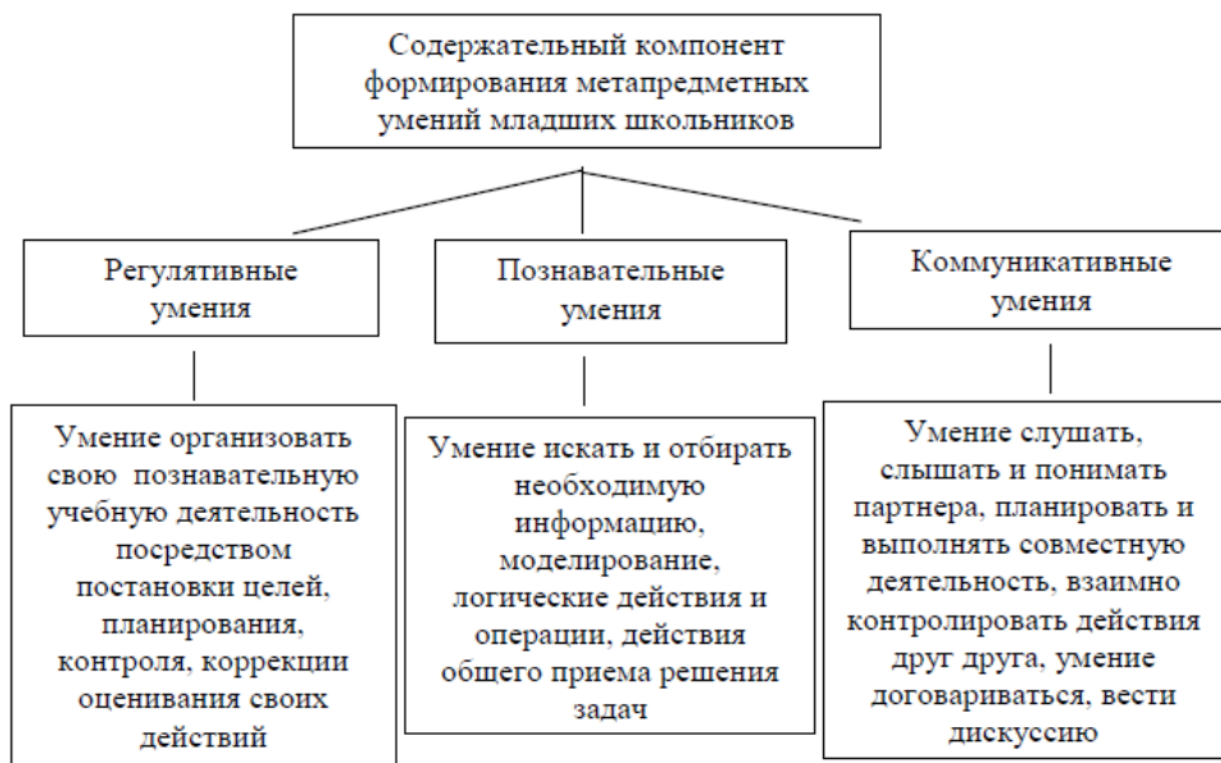 Содержательный компонент
формирования метапредметных
умений младших школьников
Регулятивные
умения
Познавательные
умения
Коммуникативные
умения
Умение организовать
свою познавательную
учебную деятельность
посредством
постановки целей,
планирования,
контроля, коррекции
оценивания своих
действий
Умение искать и отбирать
необходимую
информацию,
моделирование,
логические действия и
операции, действия
общего приема решения
задач
Умение слушать,
слышать и понимать
партнера, планировать и
выполнять совместную
деятельность, взаимно
контролировать действия
друг друга, умение
договариваться, вести
дискуссию